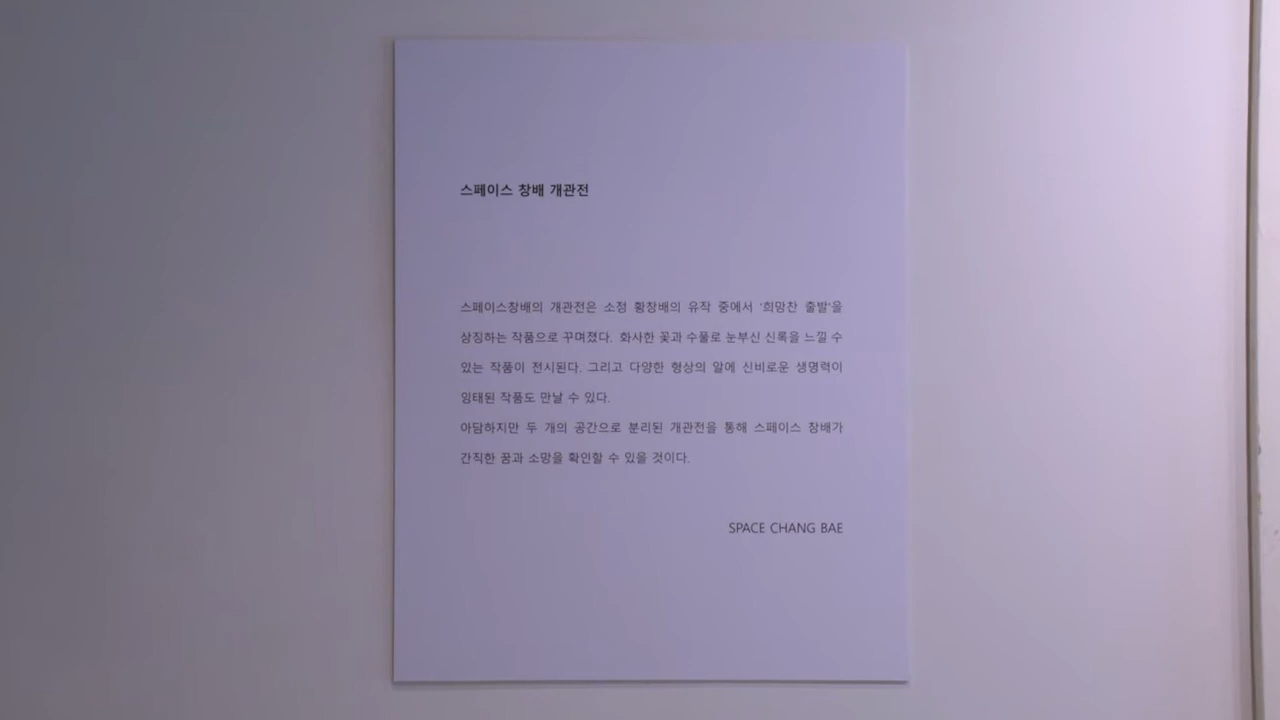 스페이스 창배 개관전
스페이스창배의 개관전은 소정 황창배의 유작 중에서 '희망찬 출발'을
상징하는 작품으로 꾸며졌다. 화사한 꽃과 수풀로 눈부신 신록을 느낄 수
있는 작품이 전시된다. 그리고 다양한 형상의 알에 신비로운 생명력이
잉태된 작품도 만날 수 있다.
아담하지만 두 개의 공간으로 분리된 개관전을 통해 스페이스 창배가
간직한 꿈과 소망을 확인할 수 있을 것이다.
SPACE CHANG BAE